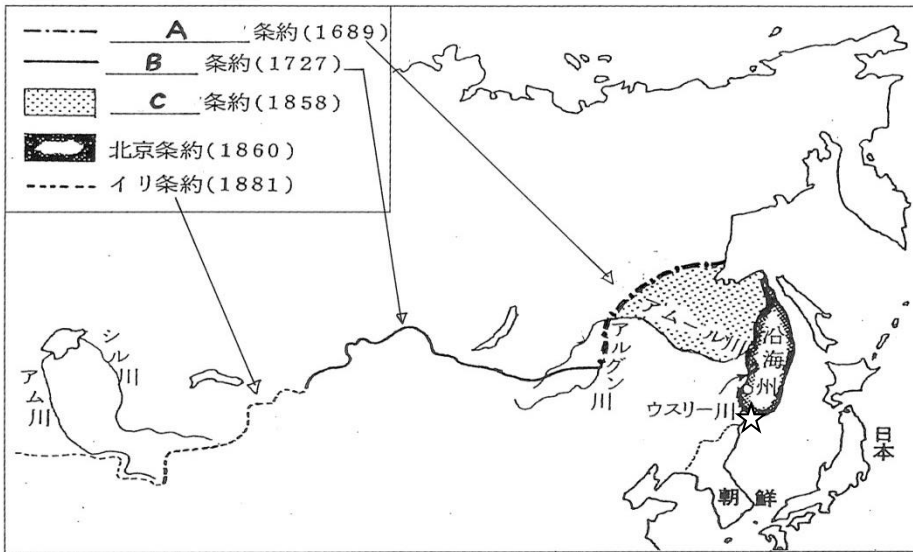 A 条約(1689)
B 条約(1727)
C 条約(1858)
北京条約(1860)
イリ条約(1881)
シル川
アム川
アルグン川
アムール川
沿海州
ウスリー川
朝鮮
日本